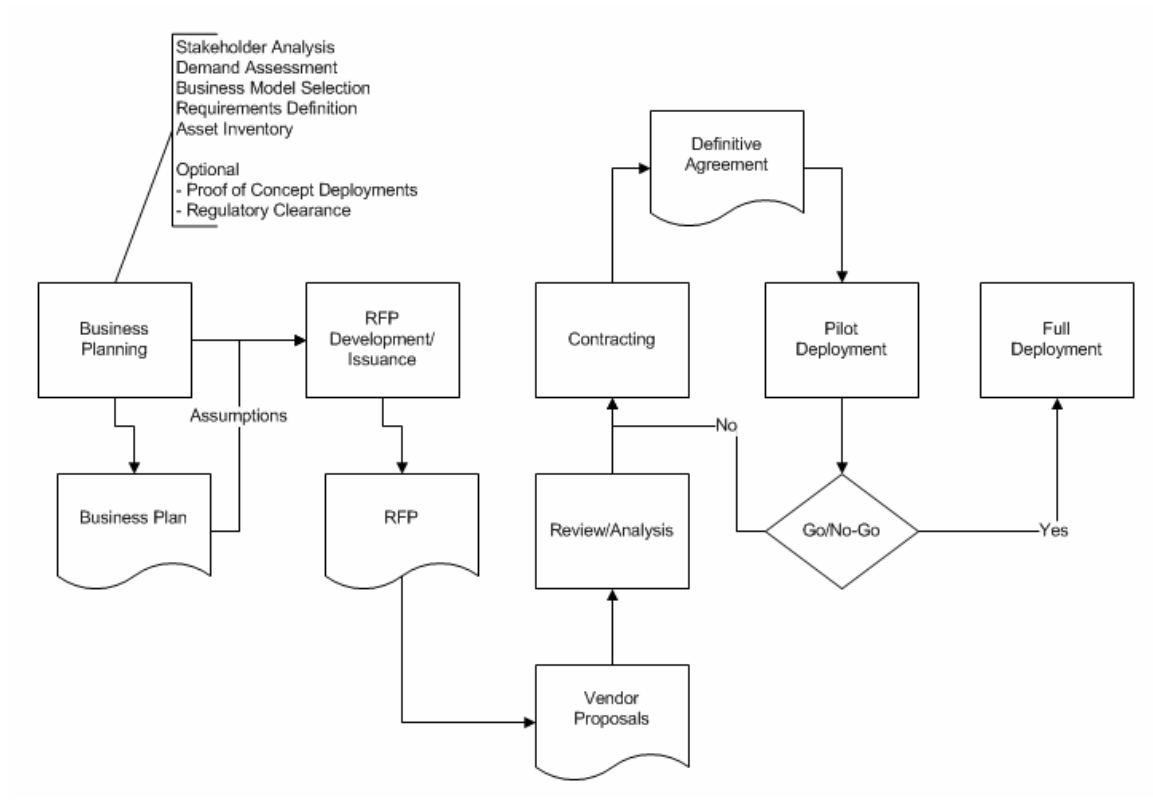 Stakeholder Analysis
Demand Assessment
Business Model Selection
Requirements Definition
Asset Inventory
Optional
- Proof of Concept Deployments
- Regulatory Clearance
Business
Planning
Assumptions
Business Plan
RFP
Development/
Issuance
RFP
Vendor
Proposals
Review/Analysis
Contracting
Definitive
Agreement
Pilot
Deployment
Go/No-Go
No
Yes
Full
Deployment